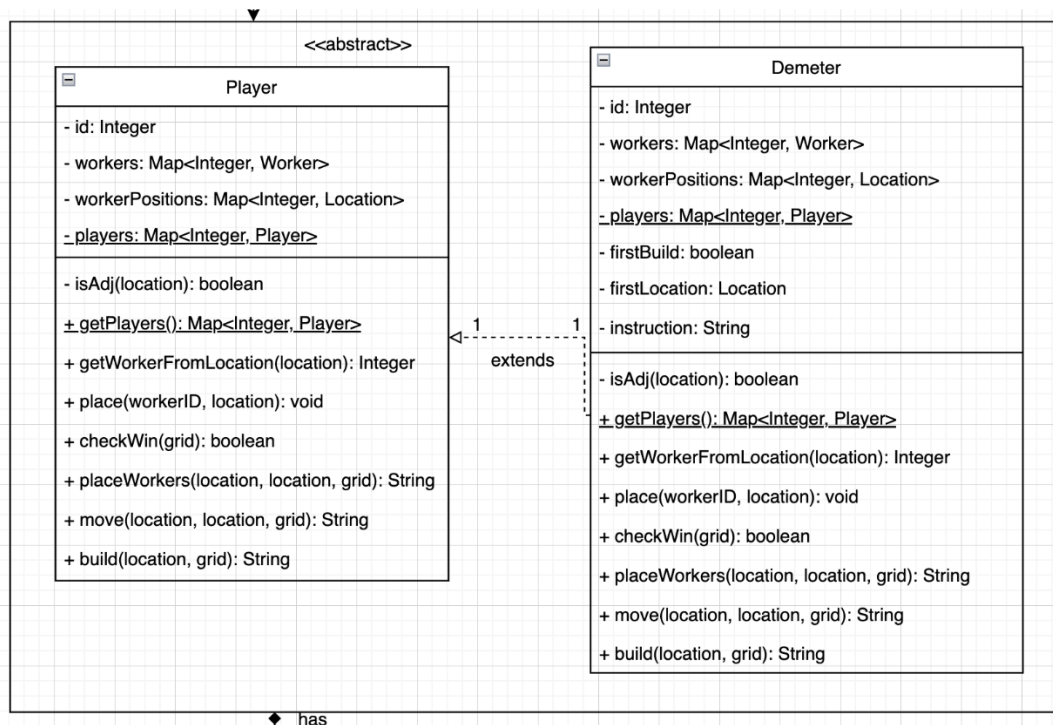 <<abstract>>
Player
- id: Integer
- workers: Map<Integer, Worker>
- workerPositions: Map<Integer, Location>
- players: Map<Integer, Player>
- isAdj(location): boolean
+ getPlayers(): Map<Integer, Player>
+ getWorkerFromLocation(location): Integer
+ place(workerID, location): void
+ checkWin(grid): boolean
+ placeWorkers(location, location, grid): String
+ move(location, location, grid): String
+ build(location, grid): String
1
1
extends
Demeter
- id: Integer
- workers: Map<Integer, Worker>
- workerPositions: Map<Integer, Location>
- players: Map<Integer, Player>
- firstBuild: boolean
- firstLocation: Location
- instruction: String
- isAdj(location): boolean
+ getPlayers(): Map<Integer, Player>
+ getWorkerFromLocation(location): Integer
+ place(workerID, location): void
+ checkWin(grid): boolean
+ placeWorkers(location, location, grid): String
+ move(location, location, grid): String
+ build(location, grid): String
has